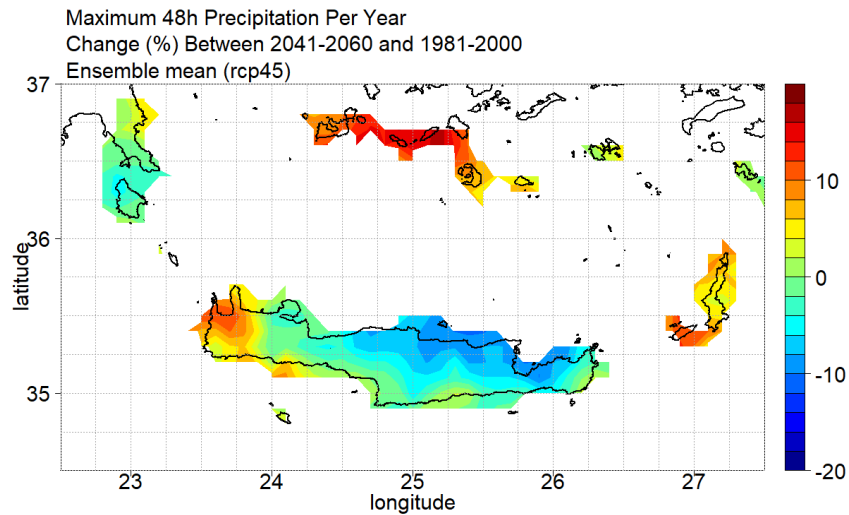 Maximum 48h Precipitation Per Year
Change (%) Between 2041-2060 and 1981-2000
Ensemble mean (rcp45)
37
36
35
latitude
23
24
25
26
27
longitude
10
0
-10
-20